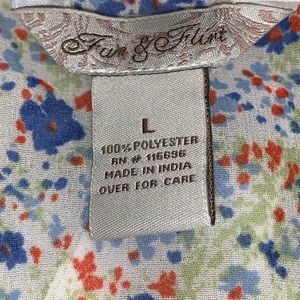 Fun & Flirt
L
100% POLYESTER
RN # 116696
MADE IN INDIA
OVER FOR CARE